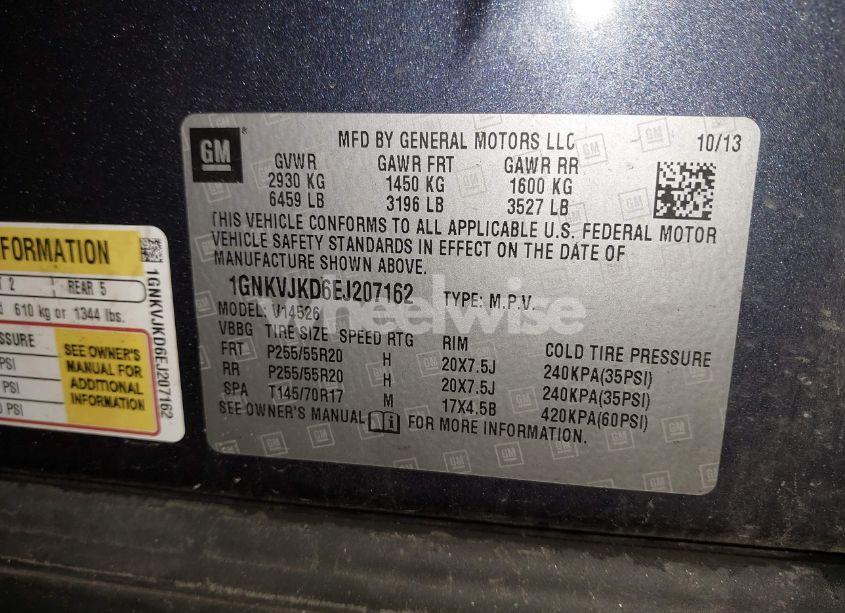 GM
MFD BY GENERAL MOTORS LLC 10/13
GVWR GAWR FRT GAWR RR
2930 KG 1450 KG 1600 KG
6459 LB 3196 LB 3527 LB
THIS VEHICLE CONFORMS TO ALL APPLICABLE U.S. FEDERAL MOTOR
VEHICLE SAFETY STANDARDS IN EFFECT ON THE DATE OF
MANUFACTURE SHOWN ABOVE.
1GNKVJKD6EJ207162 TYPE: M.P.V.
MODEL: V14526
VBBG TIRE SIZE SPEED RTG RIM COLD TIRE PRESSURE
FRT P255/55R20 H 20X7.5J 240KPA(35PSI)
RR P255/55R20 H 20X7.5J 240KPA(35PSI)
SPA T145/70R17 M 17X4.5B 420KPA(60PSI)
SEE OWNER'S MANUAL FOR MORE INFORMATION.
FORMATION
2 REAR 5
610 kg or 1344 lbs.
SSURE
PSI
PSI
PSI
SEE OWNER'S
MANUAL FOR
ADDITIONAL
INFORMATION
1GNKVJKD6EJ207162
Wheelwise